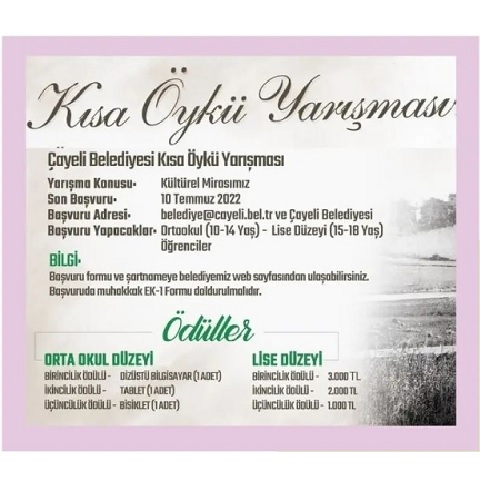 Kısa Öykü Yarışması
Çayeli Belediyesi Kısa Öykü Yarışması
Yarışma Konusu• Kültürel Mirasımız
Son Başvuru• 10 Temmuz 2022
Başvuru Adresi• belediye@cayeli.bel.tr ve Çayeli Belediyesi
Başvuru Yapacaklar• Ortaokul (10-14 Yaş) - Lise Düzeyi (15-18 Yaş)
Öğrenciler
BİLGİ•
Başvuru formu ve şartnameye belediyemiz web sayfasından ulaşabilirsiniz.
Başvuruda muhakkak EK-1 Formu doldurulmalıdır.
Ödüller
ORTA OKUL DÜZEYİ
BİRİNCİLİK ÖDÜLÜ - DİZÜSTÜ BİLGİSAYAR (1 ADET)
İKİNCİLİK ÖDÜLÜ - TABLET (1 ADET)
ÜÇÜNCÜLÜK ÖDÜLÜ - BİSİKLET (1 ADET)
LİSE DÜZEYİ
BİRİNCİLİK ÖDÜLÜ - 3.000 TL
İKİNCİLİK ÖDÜLÜ - 2.000 TL
ÜÇÜNCÜLÜK ÖDÜLÜ - 1.000 TL